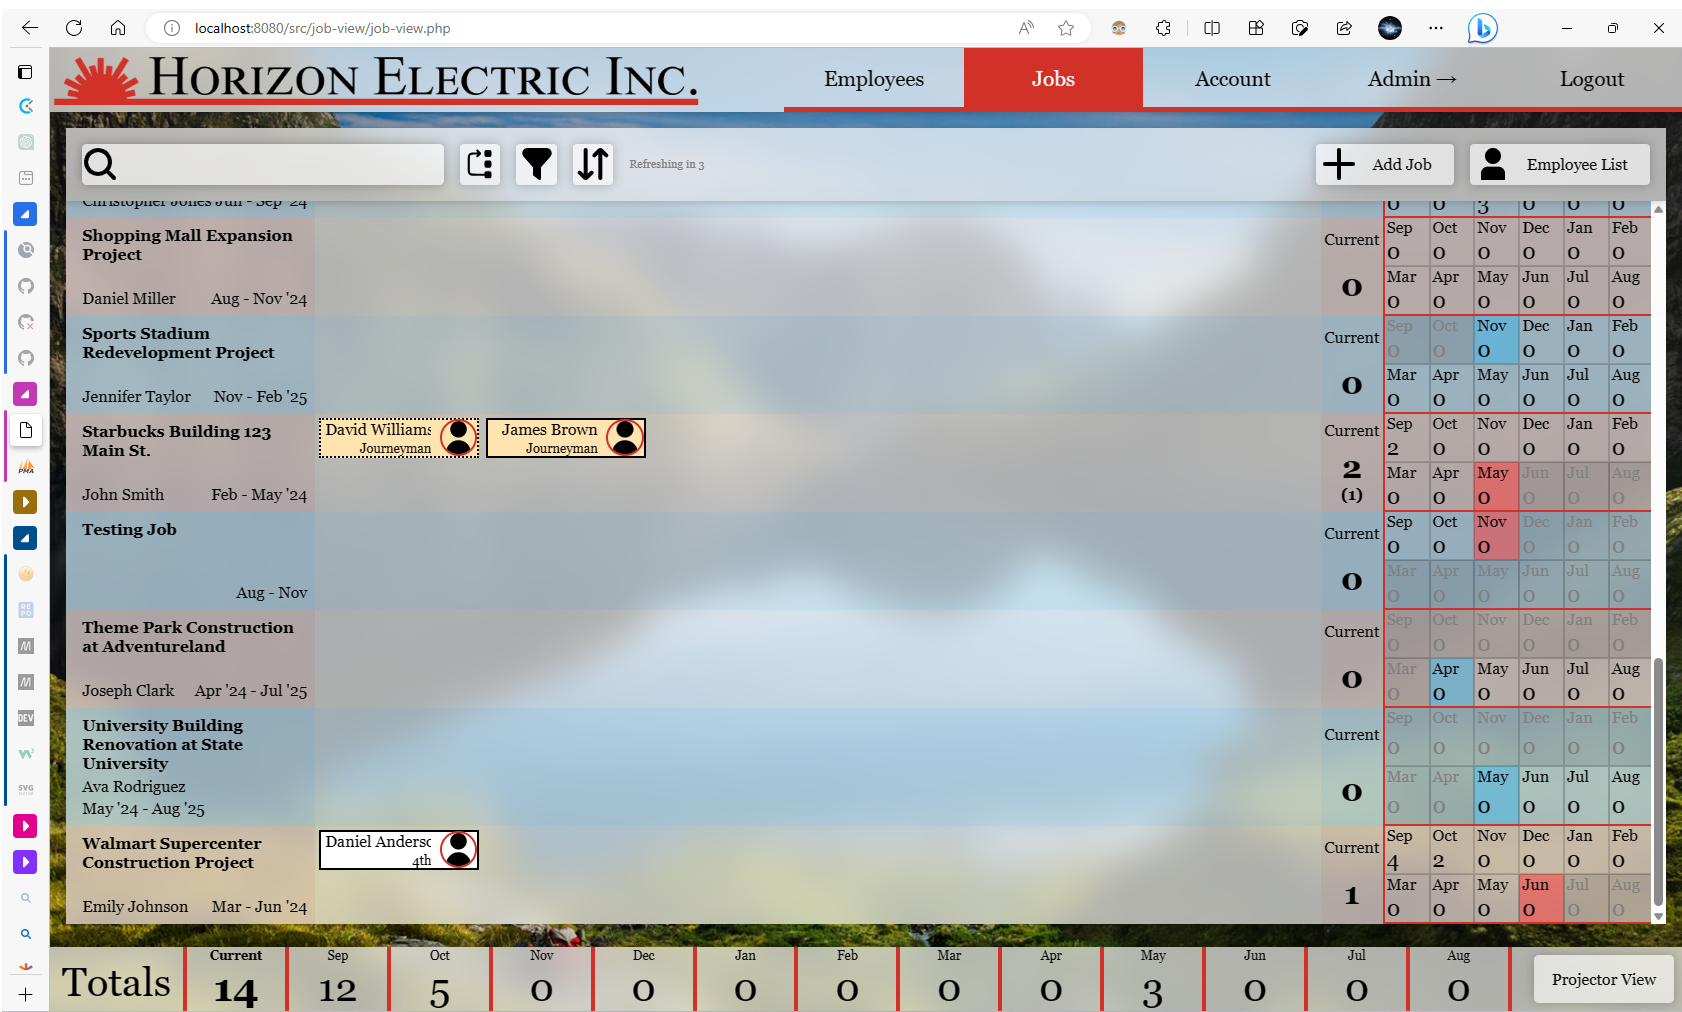 localhost:8080/src/job-view/job-view.php
HORIZON ELECTRIC INC.
Employees
Jobs
Account
Admin →
Logout
Refreshing in 3
Add Job
Employee List
Christopher Jones Jun - Sep '24
0 0 3 0 0 0
Shopping Mall Expansion
Project
Daniel Miller Aug - Nov '24
Current
0
Sep Oct Nov Dec Jan Feb
0 0 0 0 0 0
Mar Apr May Jun Jul Aug
0 0 0 0 0 0
Sports Stadium
Redevelopment Project
Jennifer Taylor Nov - Feb '25
Current
0
Sep Oct Nov Dec Jan Feb
0 0 0 0 0 0
Mar Apr May Jun Jul Aug
0 0 0 0 0 0
Starbucks Building 123
Main St.
John Smith Feb - May '24
David Williams
Journeyman
James Brown
Journeyman
Current
2
(1)
Sep Oct Nov Dec Jan Feb
2 0 0 0 0 0
Mar Apr May Jun Jul Aug
0 0 0 0 0 0
Testing Job
Aug - Nov
Current
0
Sep Oct Nov Dec Jan Feb
0 0 0 0 0 0
Mar Apr May Jun Jul Aug
0 0 0 0 0 0
Theme Park Construction
at Adventureland
Joseph Clark Apr '24 - Jul '25
Current
0
Sep Oct Nov Dec Jan Feb
0 0 0 0 0 0
Mar Apr May Jun Jul Aug
0 0 0 0 0 0
University Building
Renovation at State
University
Ava Rodriguez
May '24 - Aug '25
Current
0
Sep Oct Nov Dec Jan Feb
0 0 0 0 0 0
Mar Apr May Jun Jul Aug
0 0 0 0 0 0
Walmart Supercenter
Construction Project
Emily Johnson Mar - Jun '24
Daniel Anderso
4th
Current
1
Sep Oct Nov Dec Jan Feb
4 2 0 0 0 0
Mar Apr May Jun Jul Aug
0 0 0 0 0 0
Totals
Current Sep Oct Nov Dec Jan Feb Mar Apr May Jun Jul Aug
14 12 5 0 0 0 0 0 0 3 0 0 0
Projector View
PMA
DEV
SVG